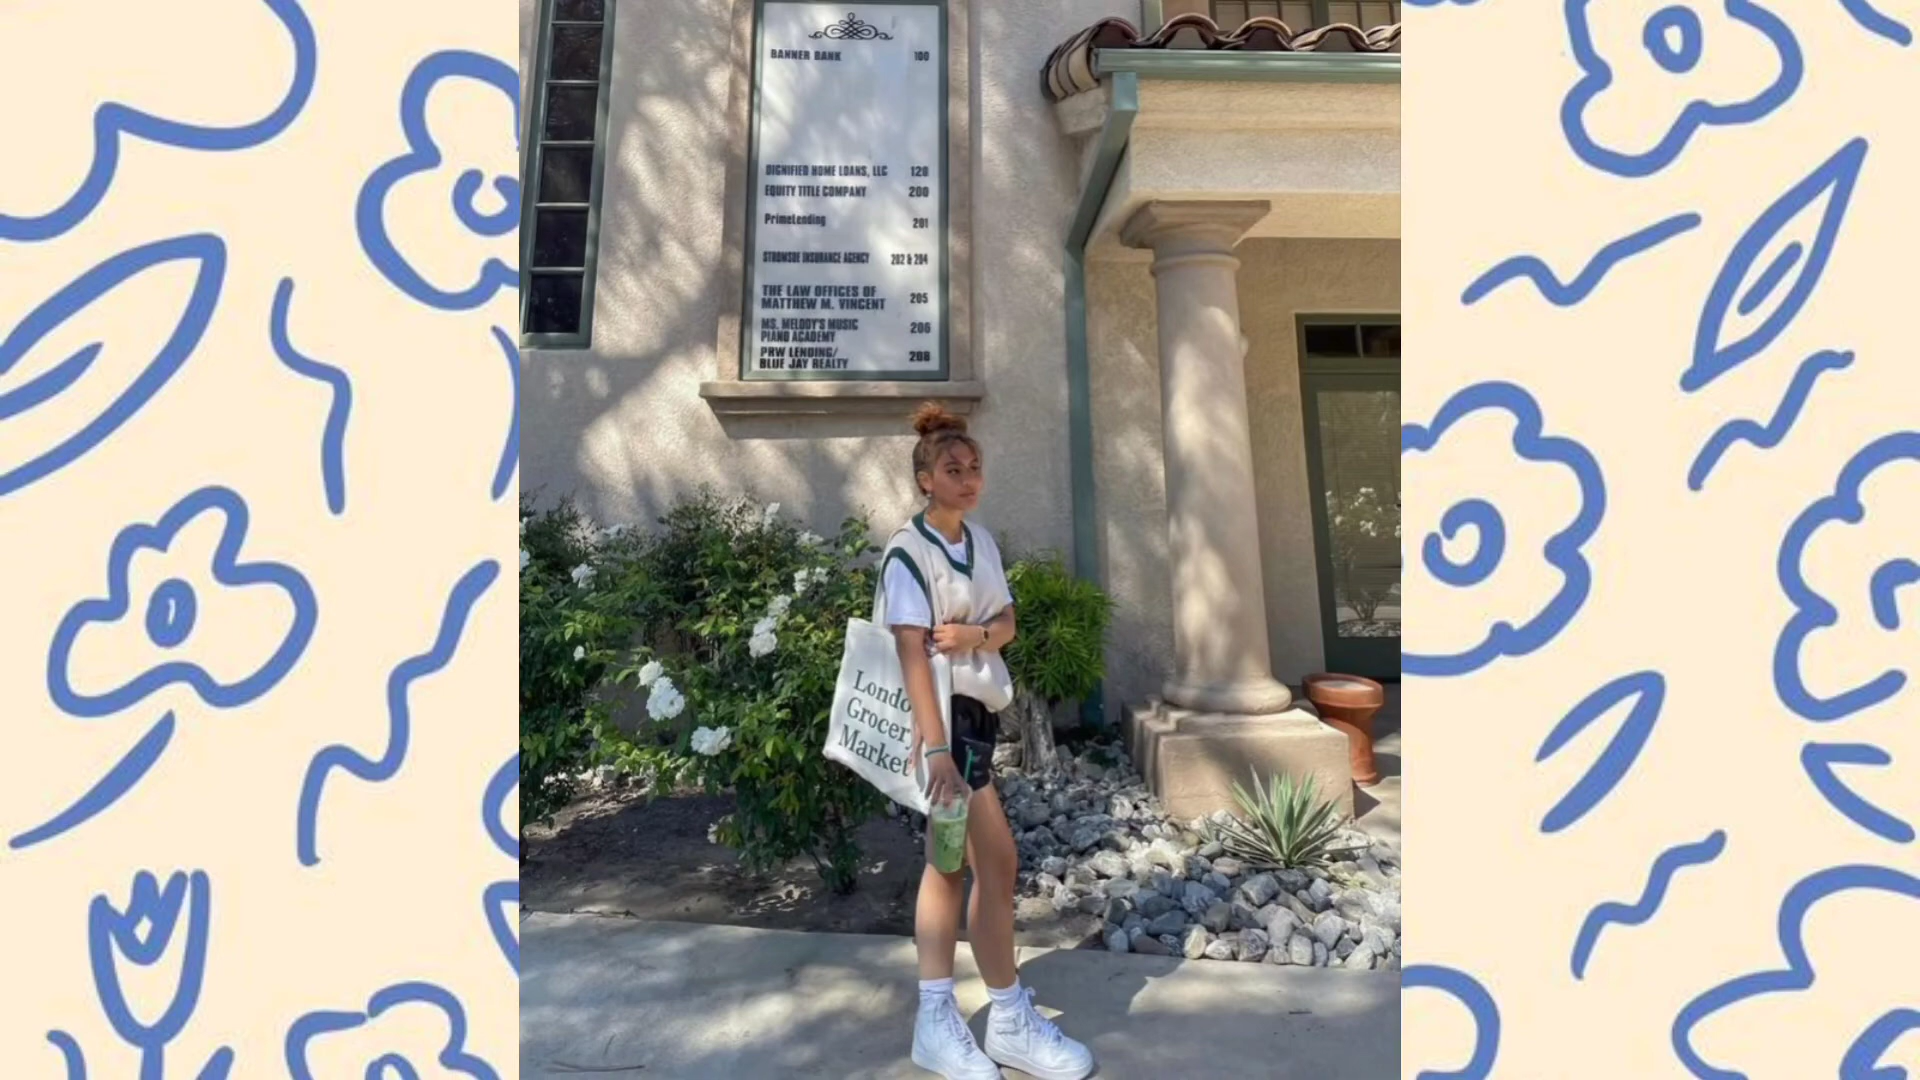 BANNER BANK 100
DIGNIFIED HOME LOANS, LLC 120
EQUITY TITLE COMPANY 200
PrimeLending 201
STROMSOE INSURANCE AGENCY 202 & 204
THE LAW OFFICES OF
MATTHEW M. VINCENT 205
MS. MELODY'S MUSIC
PIANO ACADEMY 206
PRW LENDING/
BLUE JAY REALTY 208
Londo
Grocery
Market